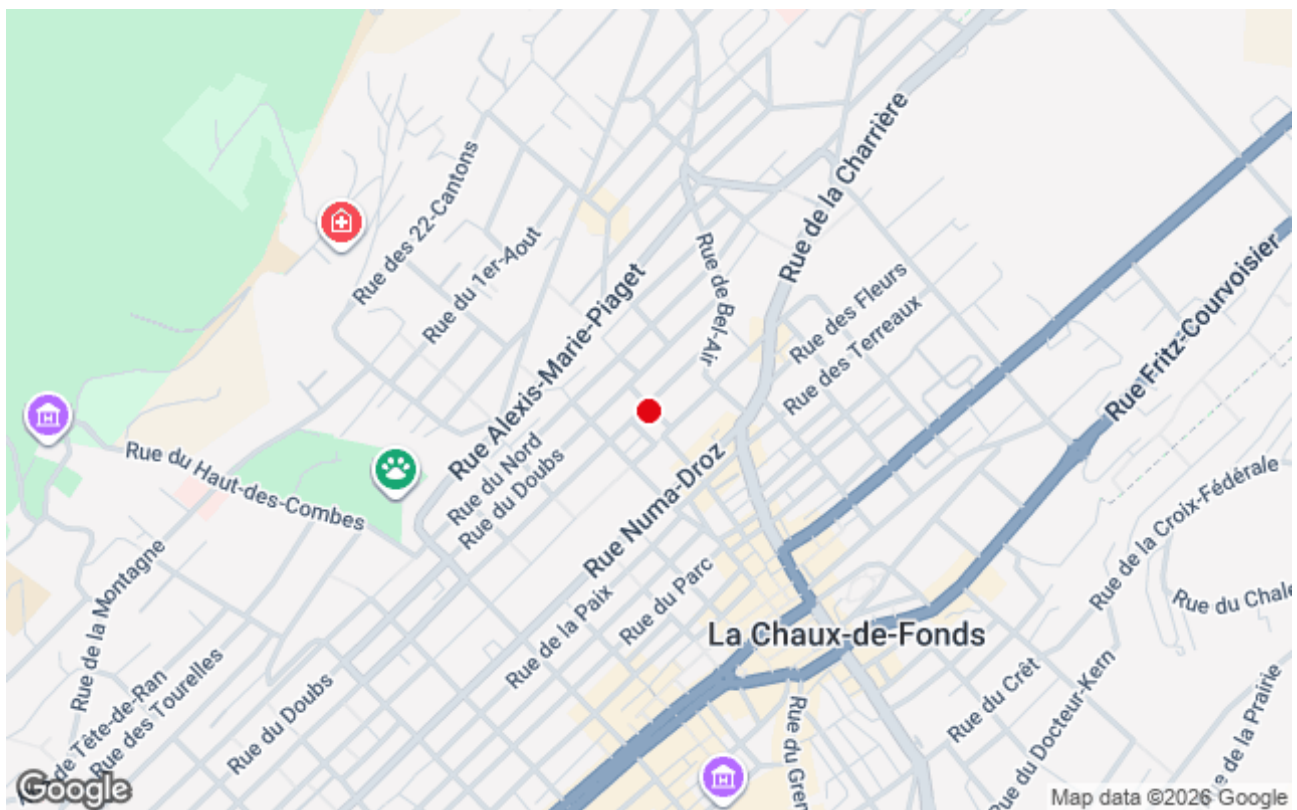 Rue de la Charrière
Rue des 22-Cantons
Rue du 1er-Aout
Rue de Bel-Air
Rue Alexis-Marie-Piaget
Rue des Fleurs
Rue des Terreaux
Rue Fritz-Courvoisier
Rue du Haut-des-Combes
Rue du Nord
Rue du Doubs
Rue Numa-Droz
Rue de la Croix-Fédérale
Rue de la Montagne
Rue de la Paix
Rue du Parc
Rue du Chale
La Chaux-de-Fonds
de Tête-de-Ran
Rue des Tourelles
Rue du Doubs
Rue du Crêt
Rue du Docteur-Kern
de la Prairie
Rue du Gren
Google
Map data ©2026 Google